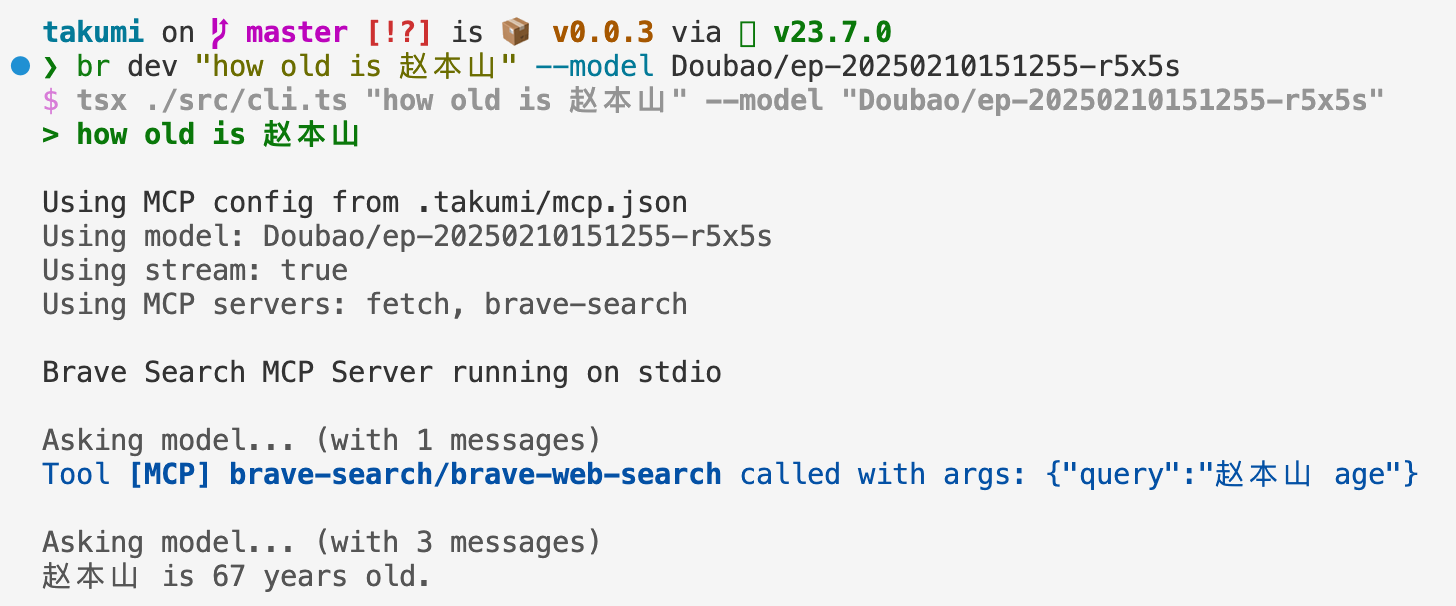 takumi on master [!?] is 📦 v0.0.3 via v23.7.0
❯ br dev "how old is 赵本山" --model Doubao/ep-20250210151255-r5x5s
$ tsx ./src/cli.ts "how old is 赵本山" --model "Doubao/ep-20250210151255-r5x5s"
> how old is 赵本山
Using MCP config from .takumi/mcp.json
Using model: Doubao/ep-20250210151255-r5x5s
Using stream: true
Using MCP servers: fetch, brave-search
Brave Search MCP Server running on stdio
Asking model... (with 1 messages)
Tool [MCP] brave-search/brave-web-search called with args: {"query":"赵本山 age"}
Asking model... (with 3 messages)
赵本山 is 67 years old.